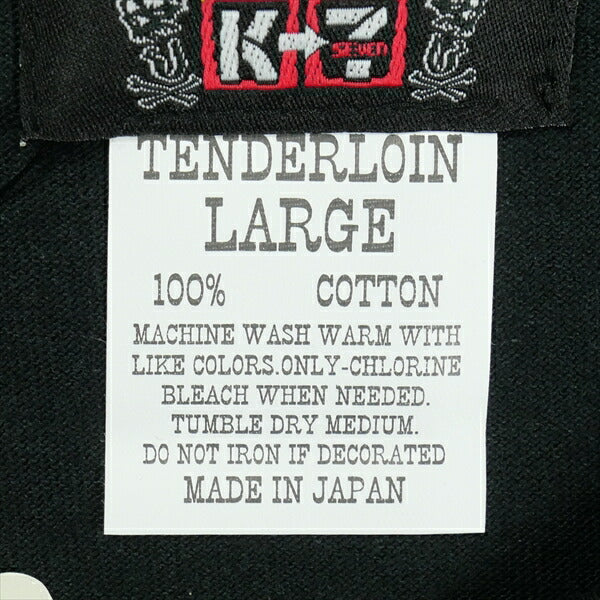 K 7
SEVEN
TENDERLOIN
LARGE
100% COTTON
MACHINE WASH WARM WITH
LIKE COLORS.ONLY-CHLORINE
BLEACH WHEN NEEDED.
TUMBLE DRY MEDIUM.
DO NOT IRON IF DECORATED
MADE IN JAPAN